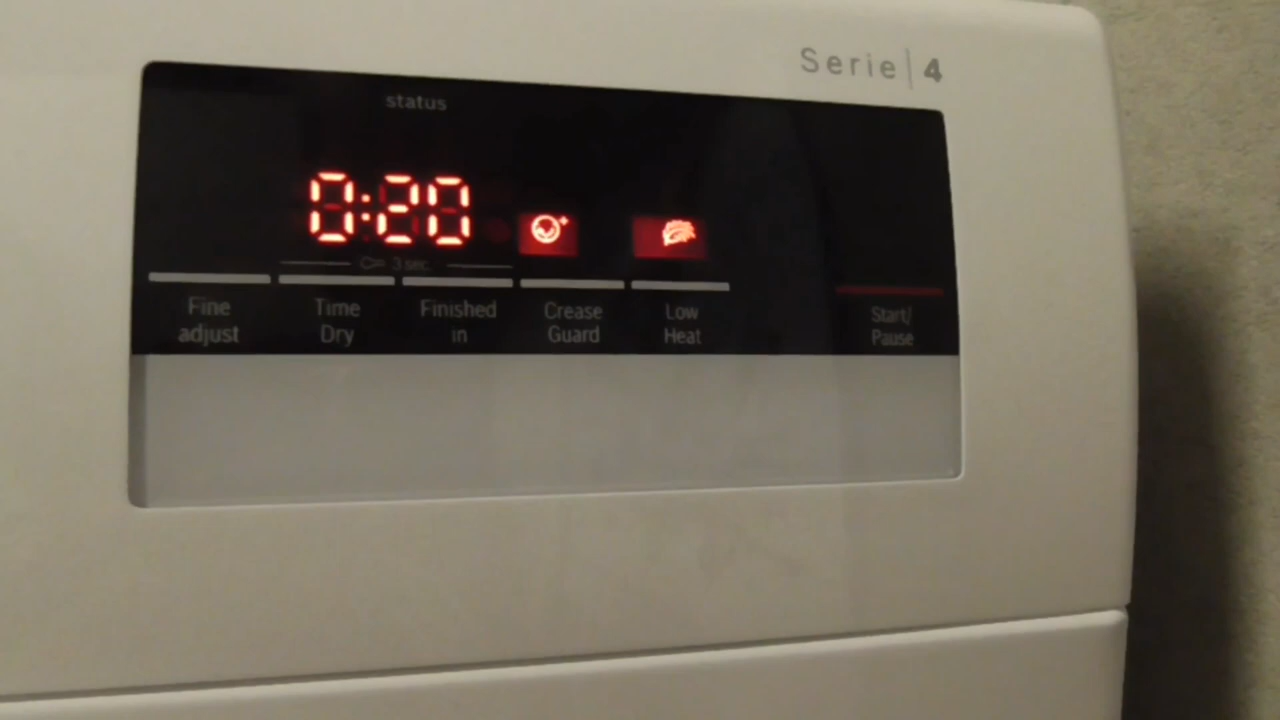 Serie | 4
status
0:20
3 sec
Fine adjust
Time Dry
Finished in
Crease Guard
Low Heat
Start/ Pause